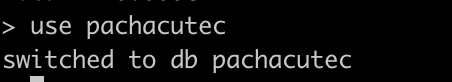 > use pachacutec
switched to db pachacutec